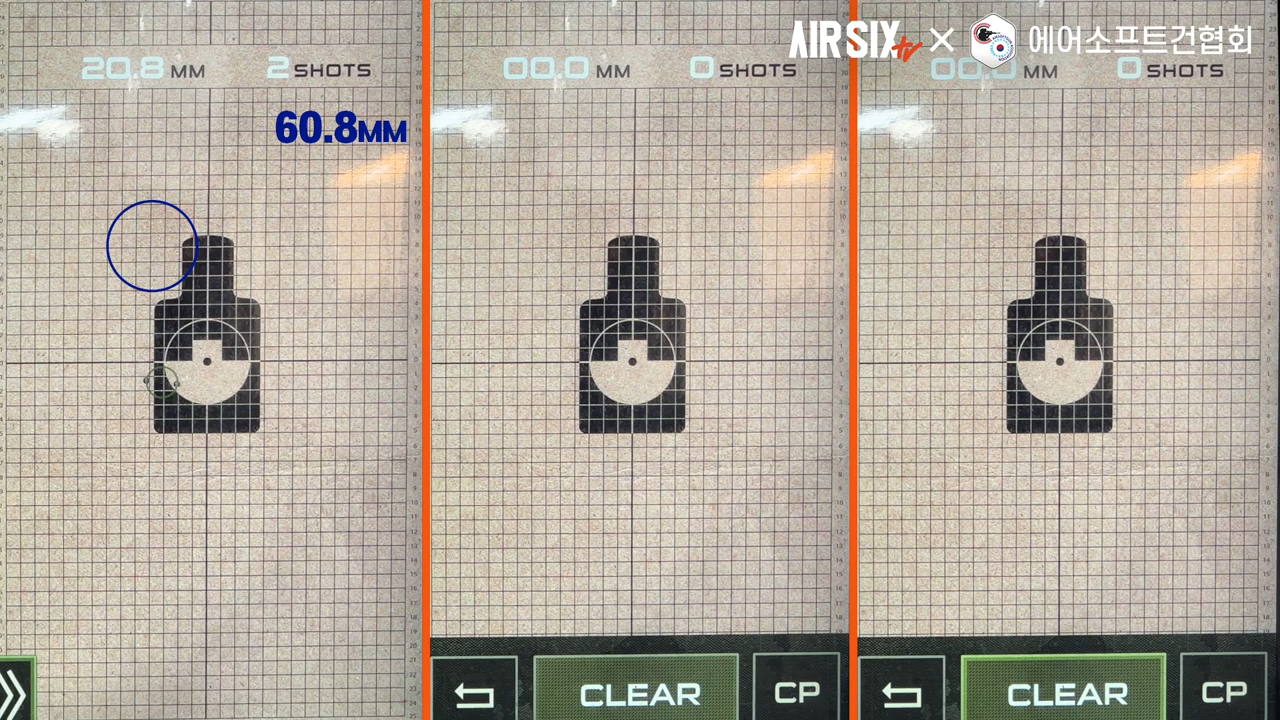 AIRSIX tv × 에어소프트건협회
20.8 MM 2 SHOTS
00.0 MM 0 SHOTS
00.0 MM 0 SHOTS
60.8MM
CLEAR CP
CLEAR CP